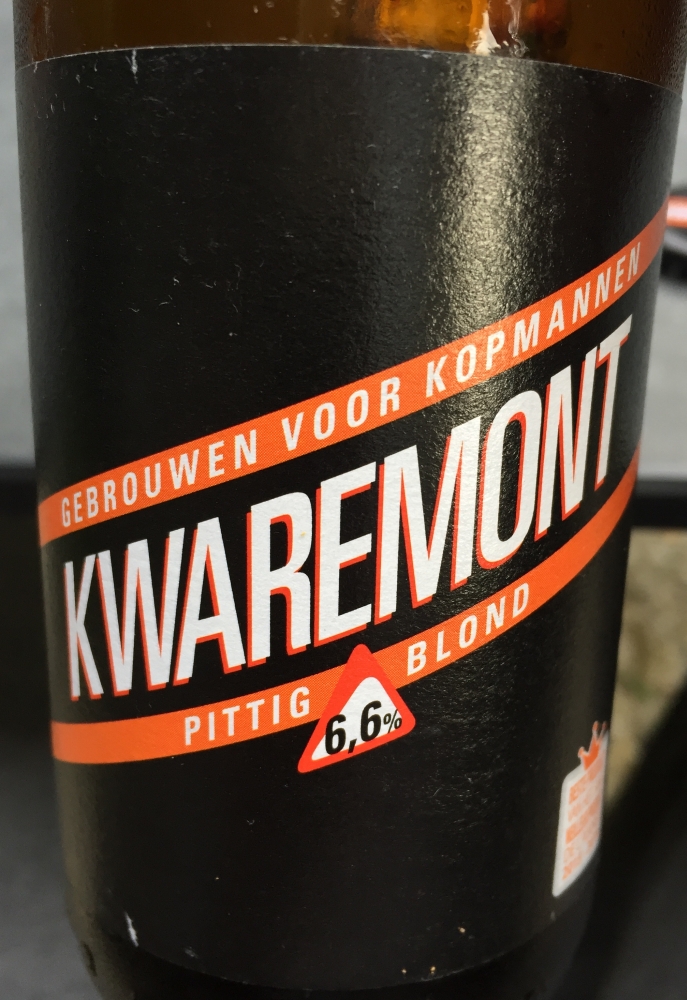 GEBROUWEN VOOR KOPMANNEN
KWAREMONT
PITTIG BLOND
6,6%